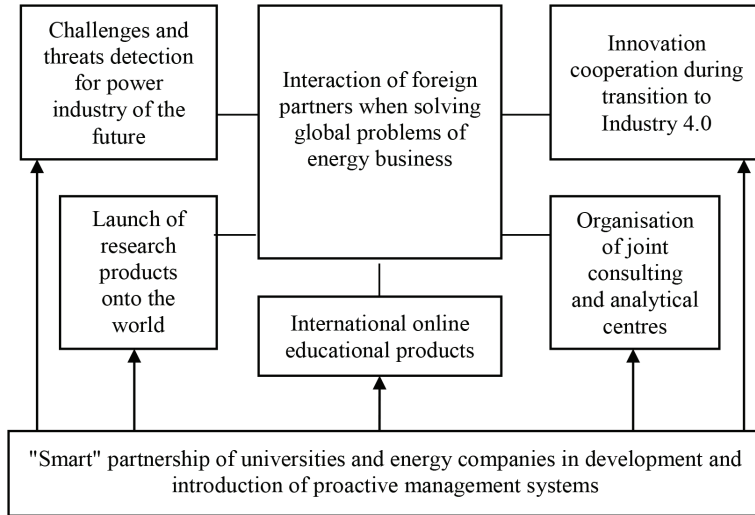 Challenges and
threats detection
for power
industry of the
future
Interaction of foreign
partners when solving
global problems of
energy business
Innovation
cooperation during
transition to
Industry 4.0
Launch of
research
products
onto the
world
International online
educational products
Organisation
of joint
consulting
and analytical
centres
"Smart" partnership of universities and energy companies in development and
introduction of proactive management systems